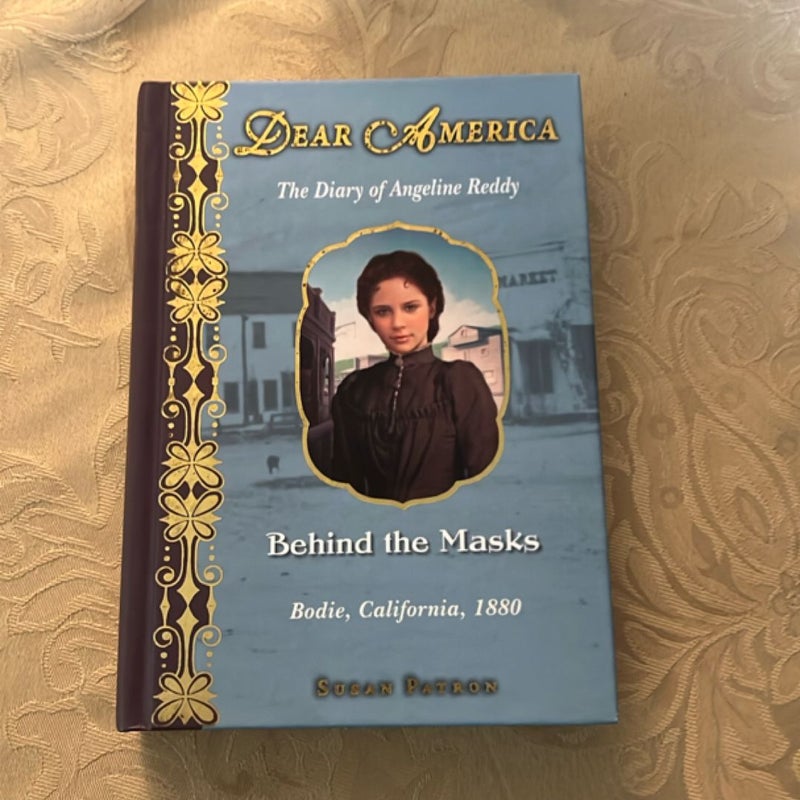 DEAR AMERICA
The Diary of Angeline Reddy
MARKET
Behind the Masks
Bodie, California, 1880
SUSAN PATRON